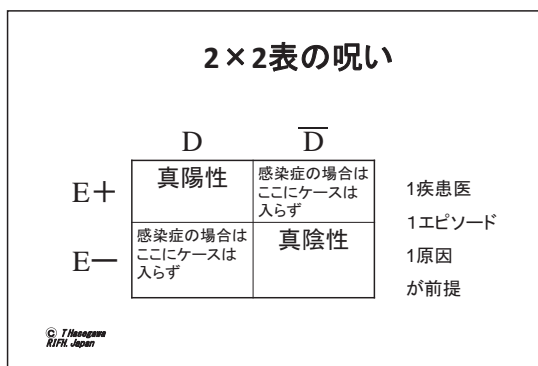 2×2表の呪い
D
D
E+
真陽性
感染症の場合は
ここにケースは
入らず
E−
感染症の場合は
ここにケースは
入らず
真陰性
1疾患医
1エピソード
1原因
が前提
© T Hasegawa
RIFH. Japan